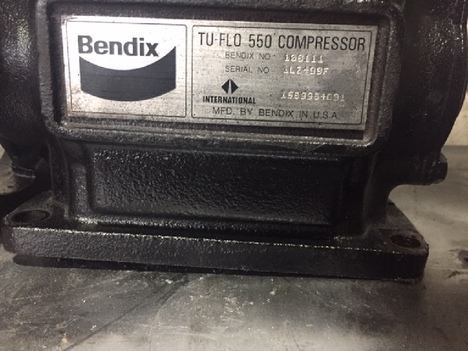 Bendix
TU-FLO 550 COMPRESSOR
BENDIX NO
SERIAL NO
INTERNATIONAL
MFD. BY BENDIX IN U.S.A.